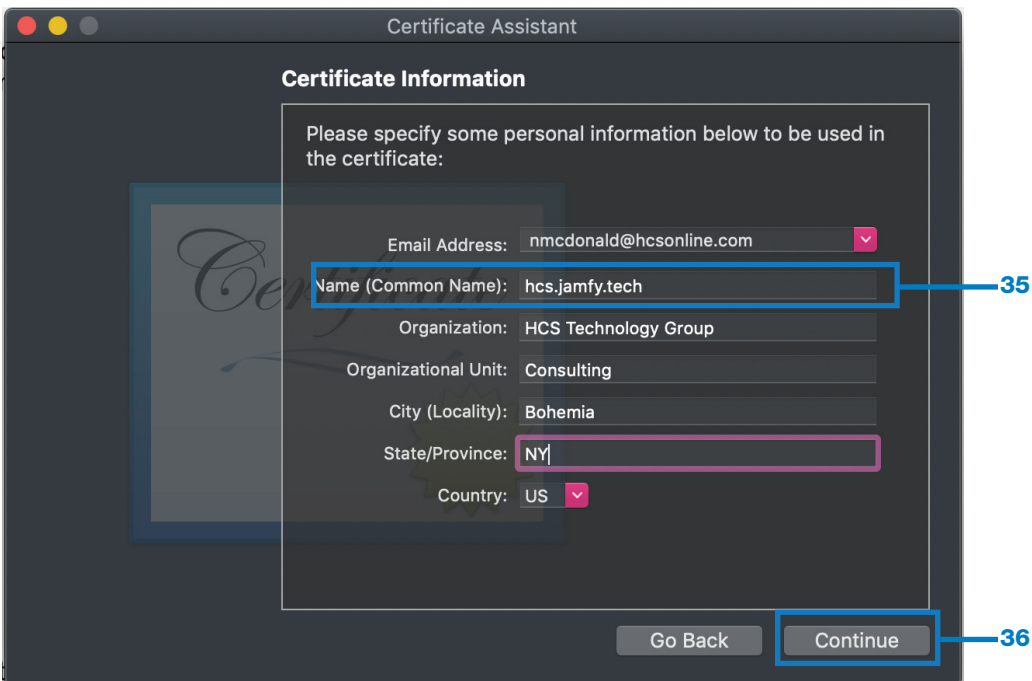 Certificate Assistant
Certificate Information
Please specify some personal information below to be used in
the certificate:
Certificate
Email Address: nmcdonald@hcsonline.com
Name (Common Name): hcs.jamfy.tech 35
Organization: HCS Technology Group
Organizational Unit: Consulting
City (Locality): Bohemia
State/Province: NY
Country: US
Go Back Continue 36